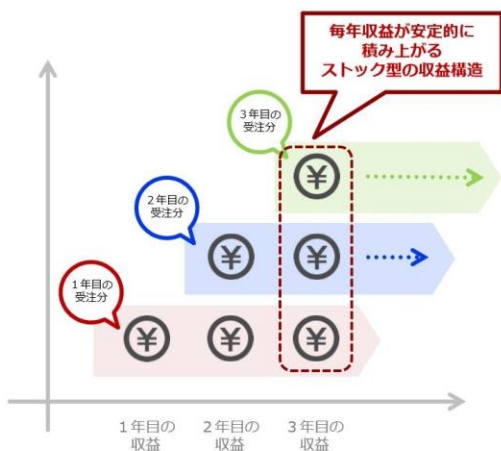 毎年収益が安定的に
積み上がる
ストック型の収益構造
3年目の
受注分
¥
2年目の
受注分
¥ ¥
1年目の
受注分
¥ ¥ ¥
1年目の
収益
2年目の
収益
3年目の
収益